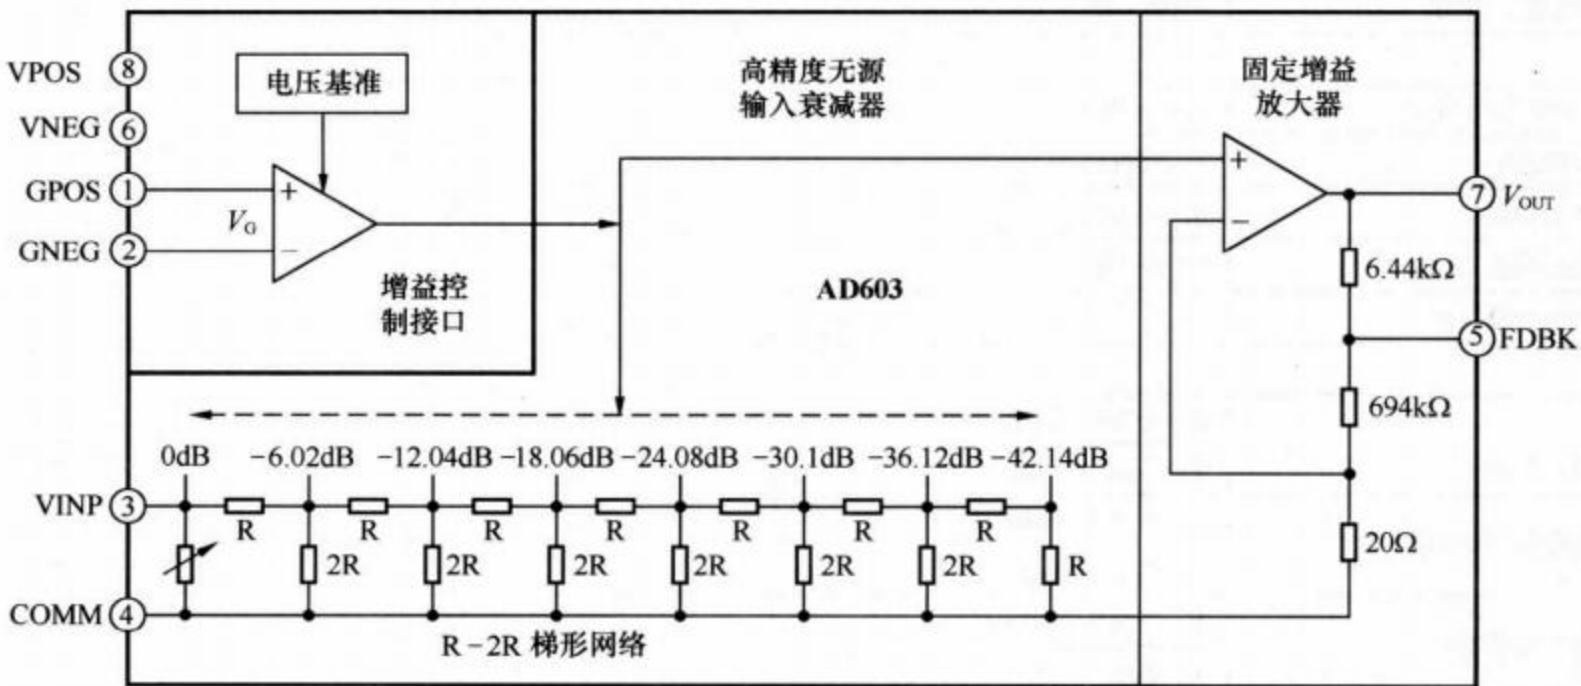 VPOS 8
电压基准
高精度无源
输入衰减器
固定增益
放大器
VNEG 6
GPOS 1
+
+
7 VOUT
VG
−
GNEG 2
−
6.44kΩ
增益控
制接口
AD603
5 FDBK
694kΩ
0dB −6.02dB −12.04dB −18.06dB −24.08dB −30.1dB −36.12dB −42.14dB
VINP 3
R R R R R R R
20Ω
2R 2R 2R 2R 2R 2R R
COMM 4
R−2R 梯形网络